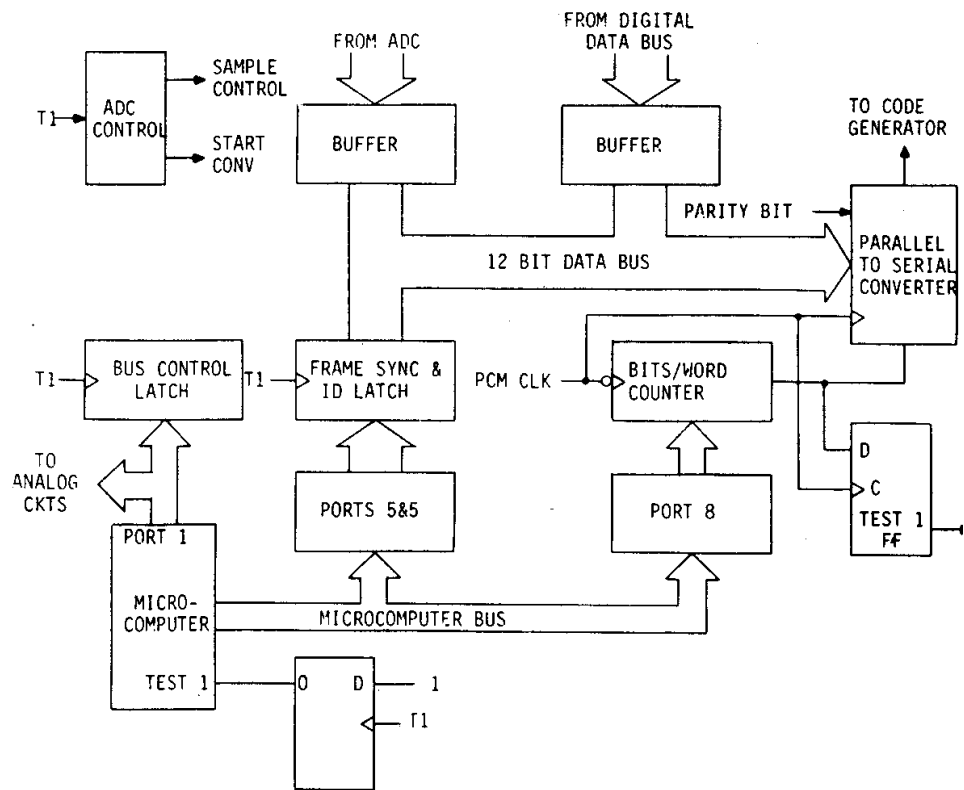 FROM ADC
FROM DIGITAL
DATA BUS
SAMPLE
CONTROL
T1
ADC
CONTROL
START
CONV
BUFFER
BUFFER
TO CODE
GENERATOR
PARITY BIT
12 BIT DATA BUS
PARALLEL
TO SERIAL
CONVERTER
T1
BUS CONTROL
LATCH
T1
FRAME SYNC &
ID LATCH
PCM CLK
BITS/WORD
COUNTER
TO
ANALOG
CKTS
PORTS 5&5
PORT 8
D
C
TEST 1
FF
PORT 1
MICRO-
COMPUTER
TEST 1
MICROCOMPUTER BUS
O D 1
T1